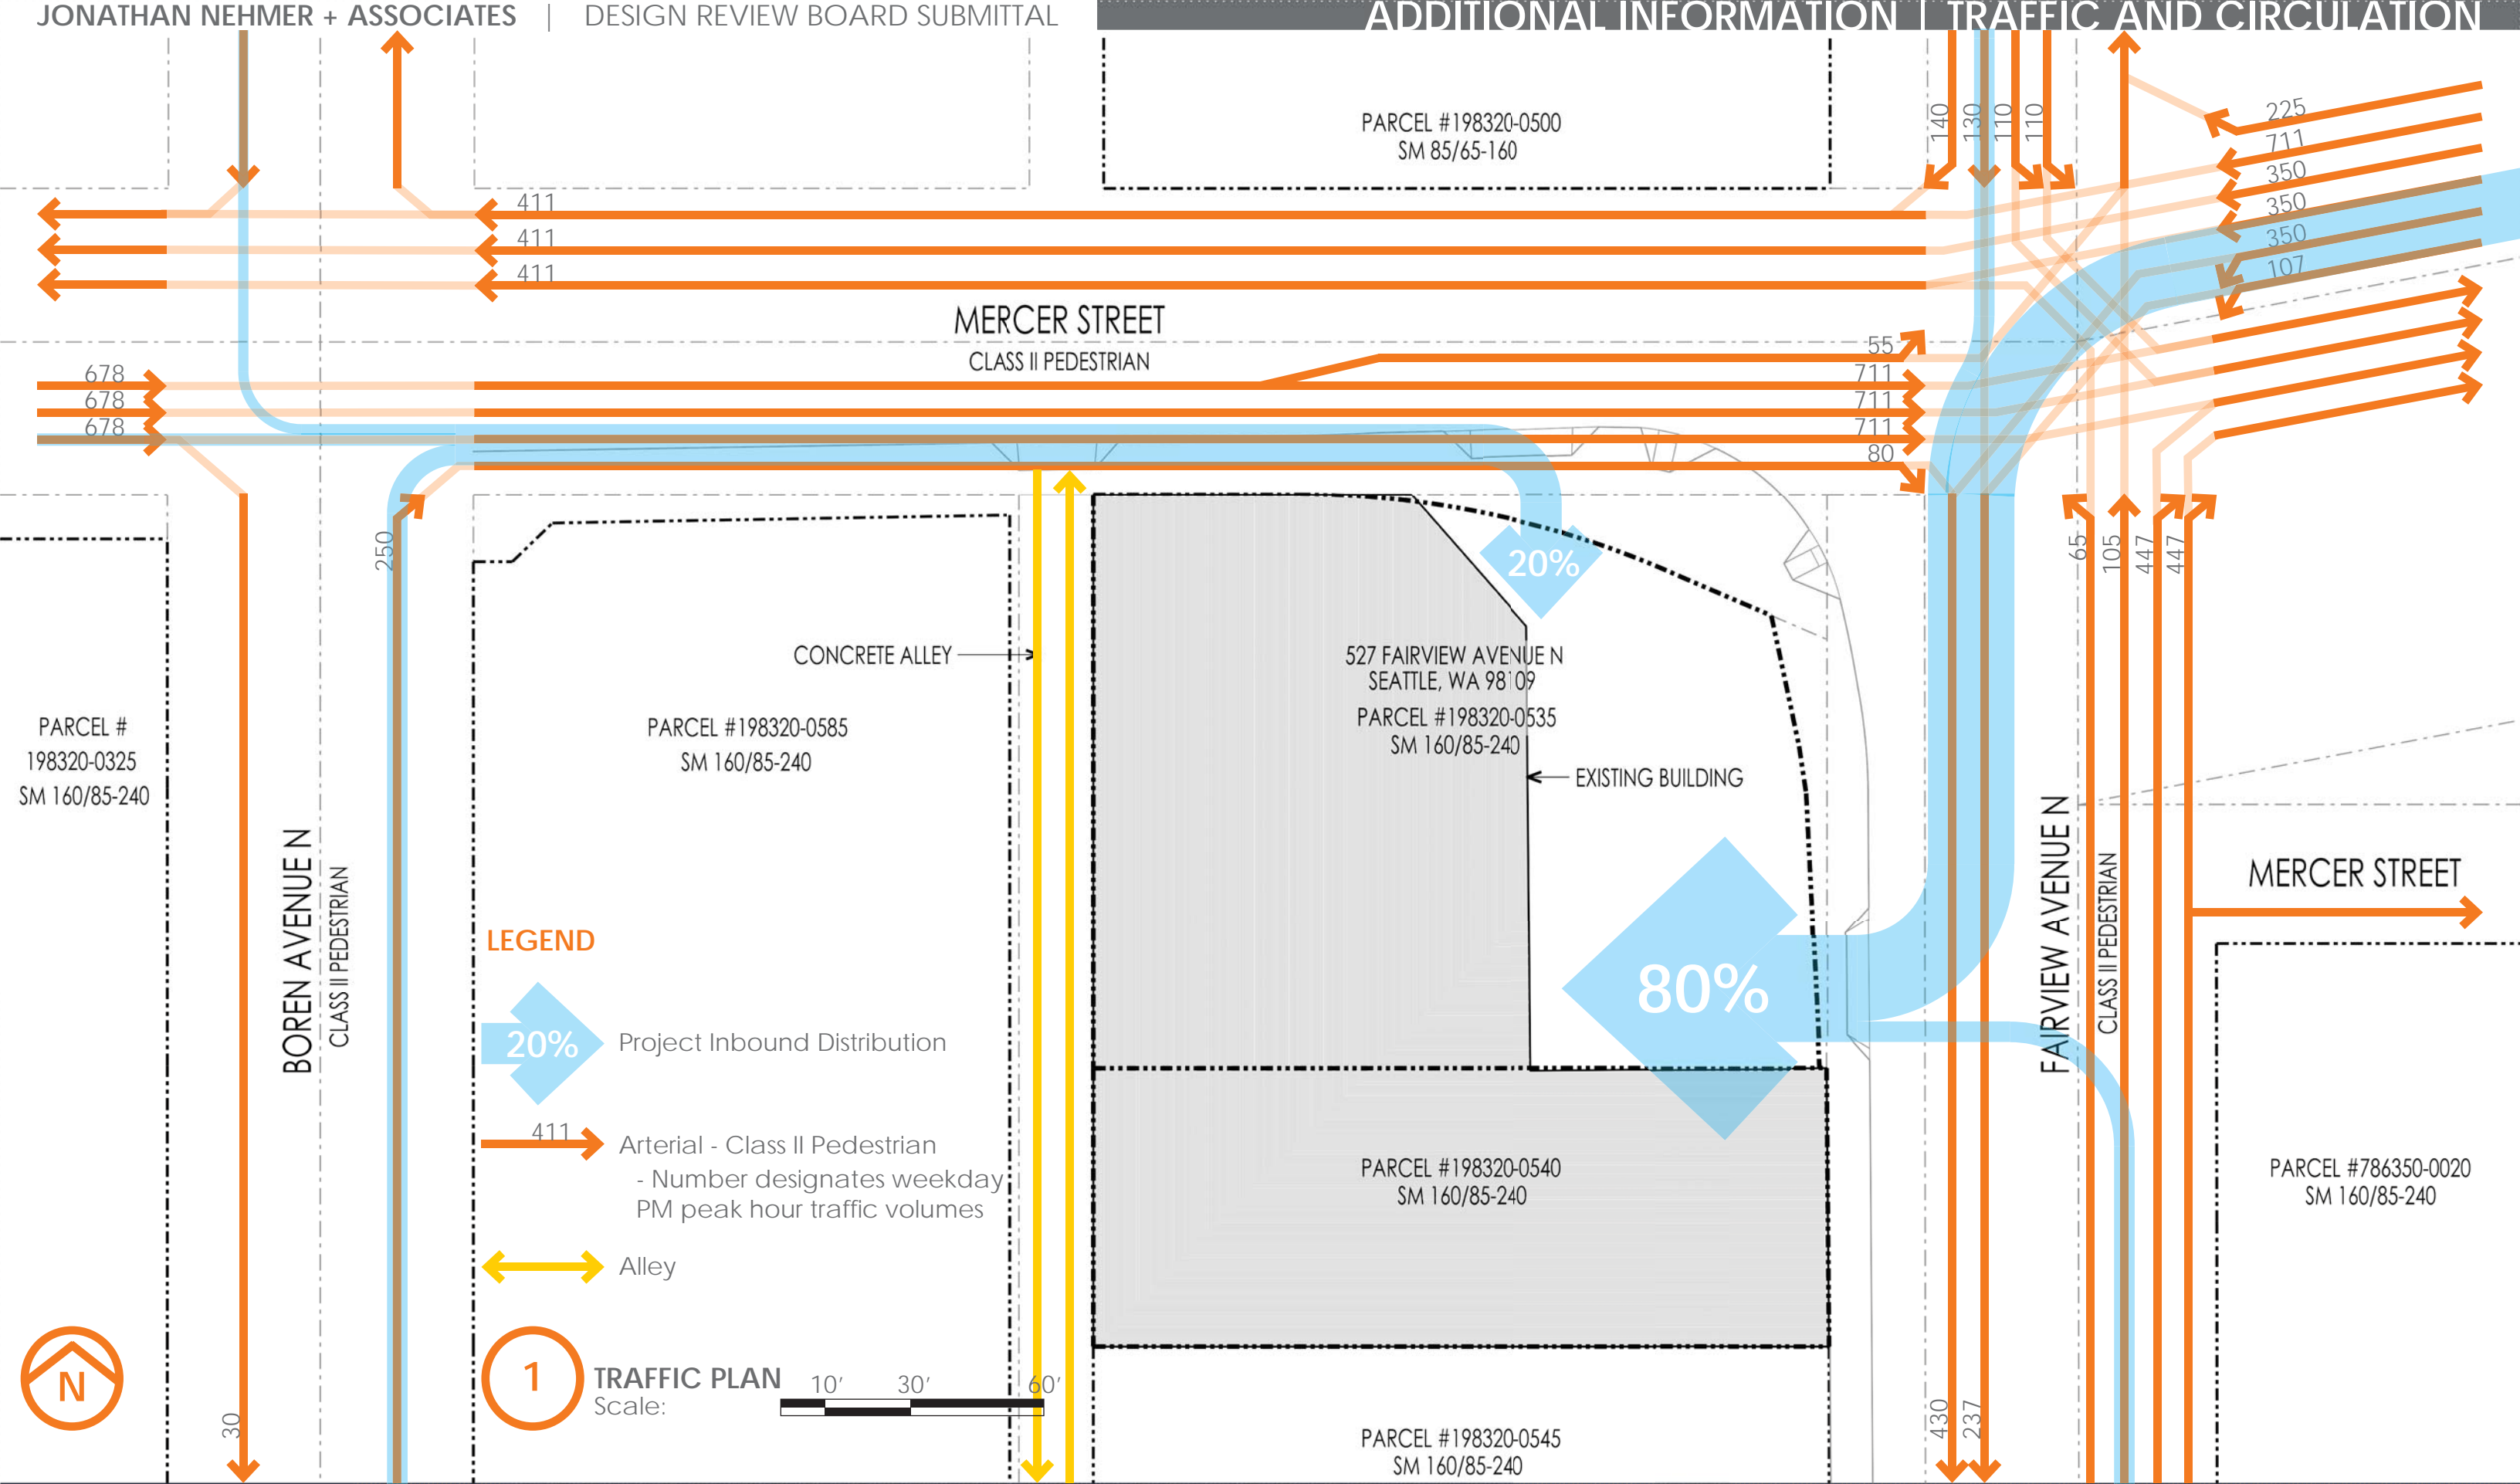 JONATHAN NEHMER + ASSOCIATES | DESIGN REVIEW BOARD SUBMITTAL
ADDITIONAL INFORMATION | TRAFFIC AND CIRCULATION
PARCEL #198320-0500
SM 85/65-160
140
130
110
110
225
711
350
350
350
107
411
411
411
MERCER STREET
CLASS II PEDESTRIAN
678
678
678
55
711
711
711
80
250
65
105
447
447
20%
CONCRETE ALLEY
527 FAIRVIEW AVENUE N
SEATTLE, WA 98109
PARCEL #198320-0535
SM 160/85-240
EXISTING BUILDING
PARCEL #
198320-0325
SM 160/85-240
PARCEL #198320-0585
SM 160/85-240
BOREN AVENUE N
CLASS II PEDESTRIAN
FAIRVIEW AVENUE N
CLASS II PEDESTRIAN
MERCER STREET
80%
LEGEND
20%
Project Inbound Distribution
411
Arterial - Class II Pedestrian
- Number designates weekday
PM peak hour traffic volumes
Alley
PARCEL #198320-0540
SM 160/85-240
PARCEL #786350-0020
SM 160/85-240
N
1
TRAFFIC PLAN
Scale:
10' 30' 60'
30
430
237
PARCEL #198320-0545
SM 160/85-240